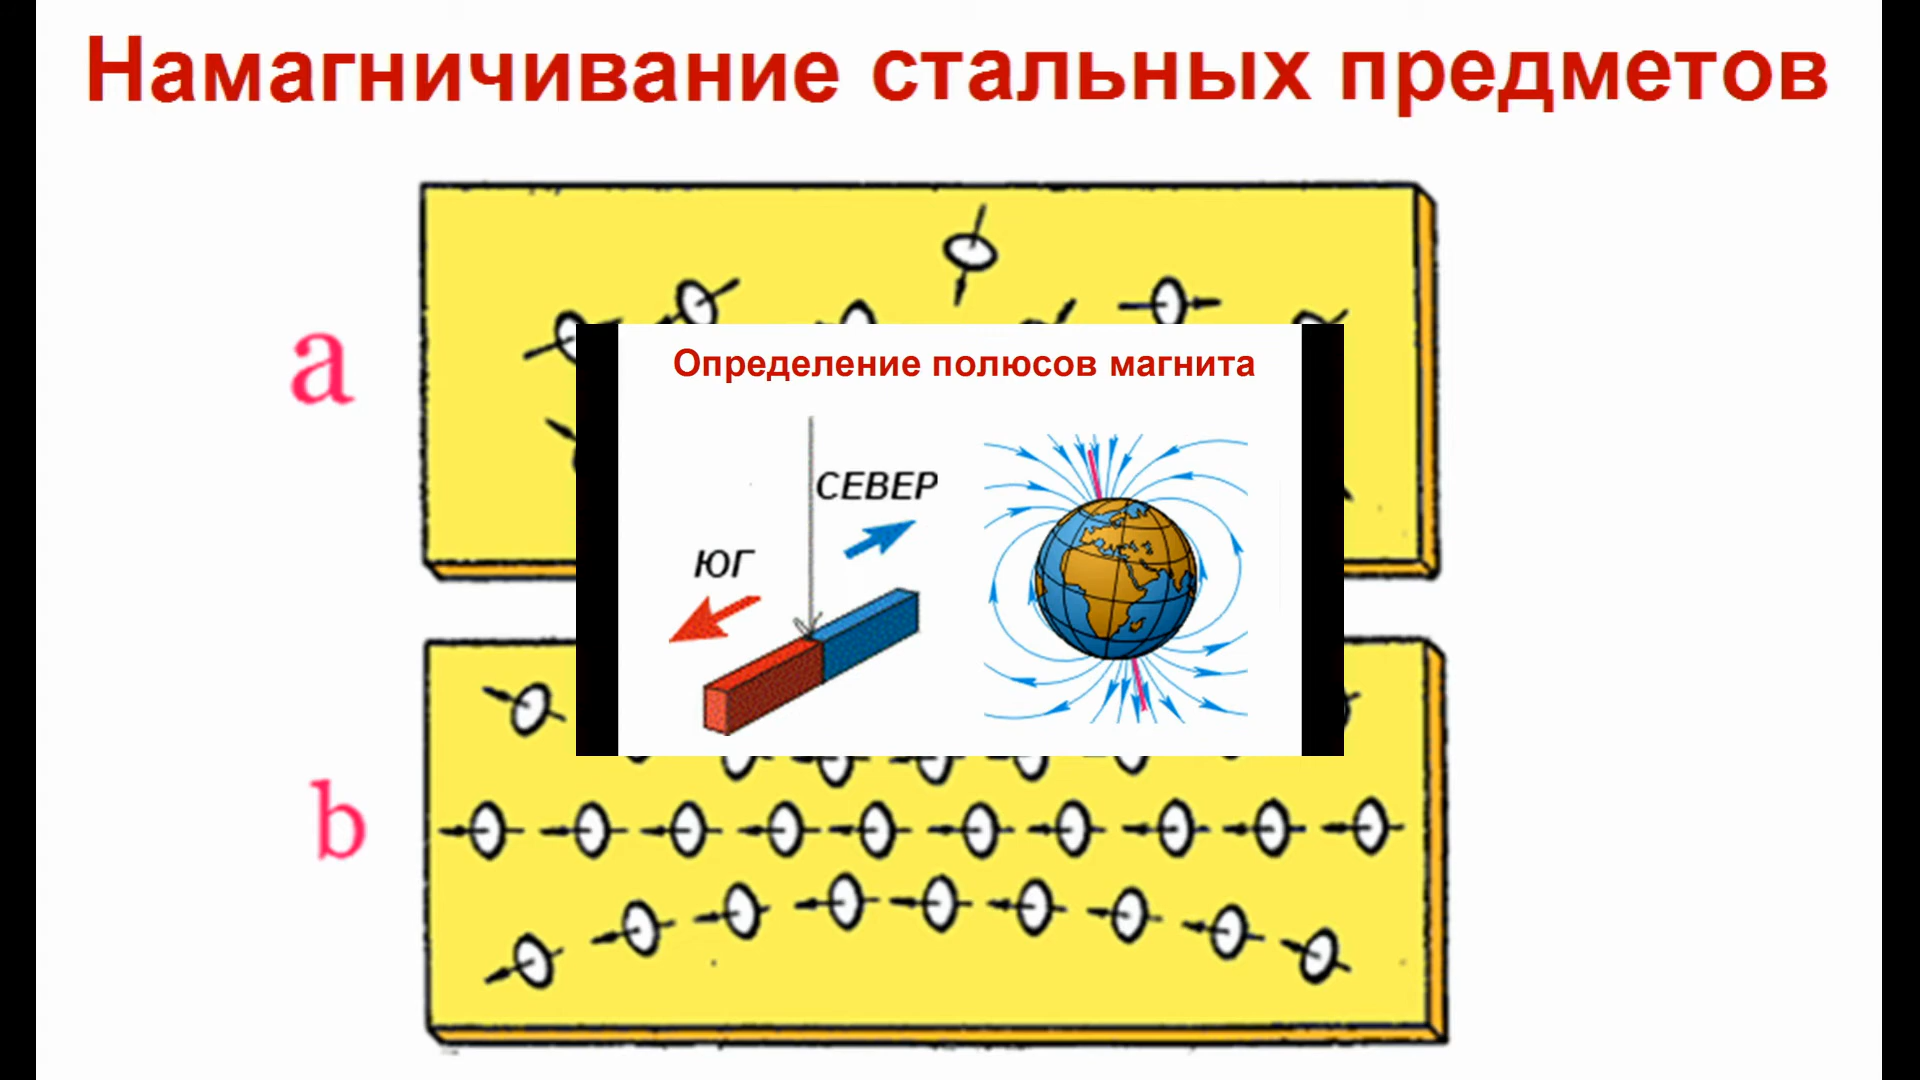 Намагничивание стальных предметов
a
Определение полюсов магнита
СЕВЕР
ЮГ
b